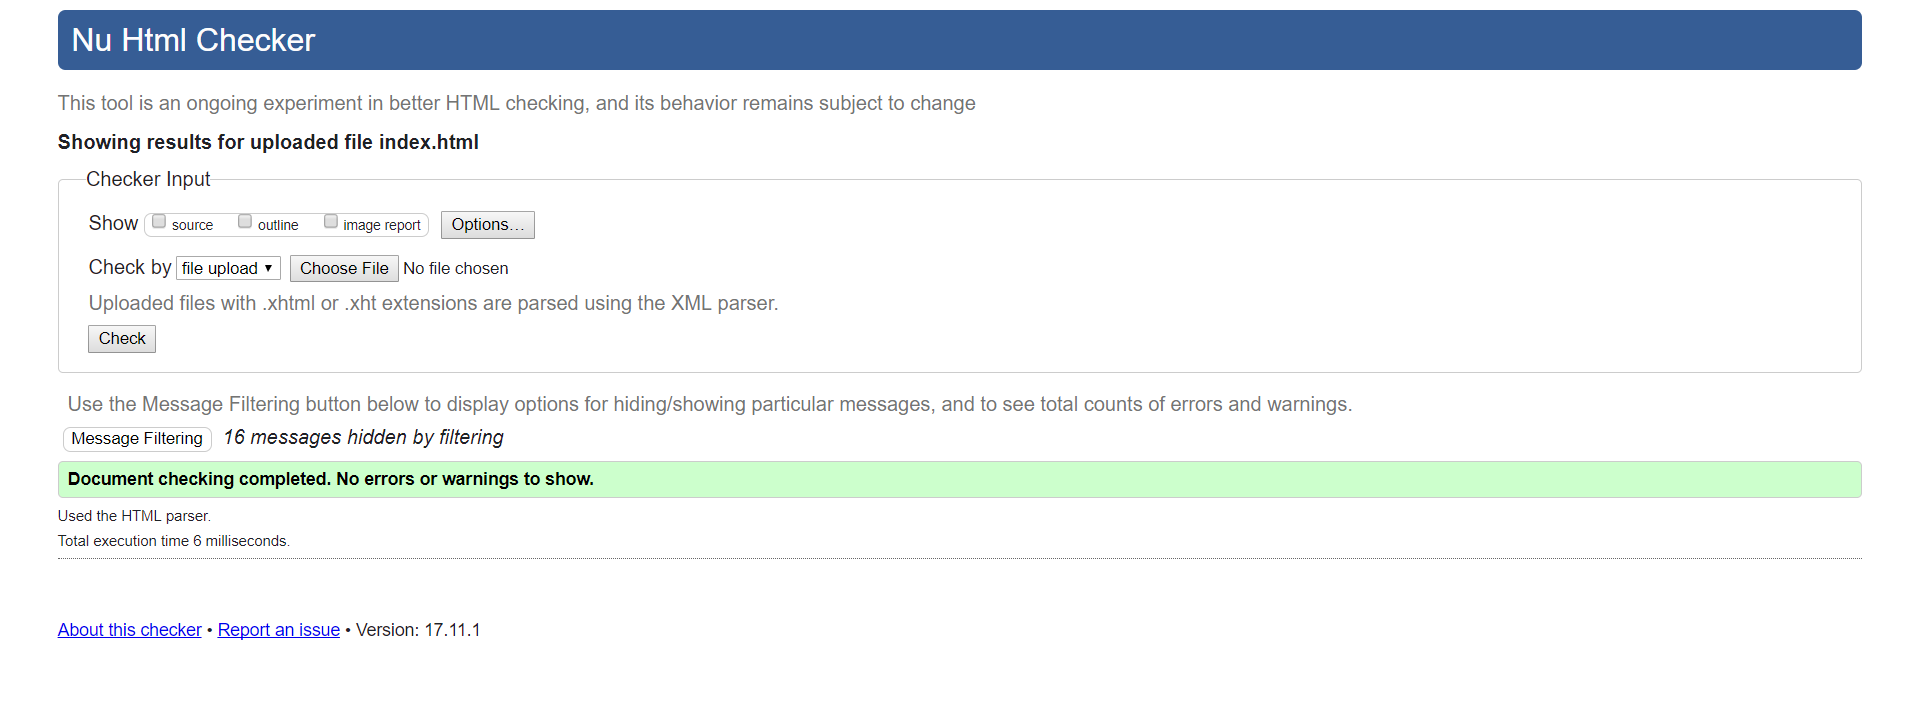 Nu Html Checker
This tool is an ongoing experiment in better HTML checking, and its behavior remains subject to change
Showing results for uploaded file index.html
Checker Input
Show source outline image report Options...
Check by file upload Choose File No file chosen
Uploaded files with .xhtml or .xht extensions are parsed using the XML parser.
Check
Use the Message Filtering button below to display options for hiding/showing particular messages, and to see total counts of errors and warnings.
Message Filtering 16 messages hidden by filtering
Document checking completed. No errors or warnings to show.
Used the HTML parser.
Total execution time 6 milliseconds.
About this checker • Report an issue • Version: 17.11.1